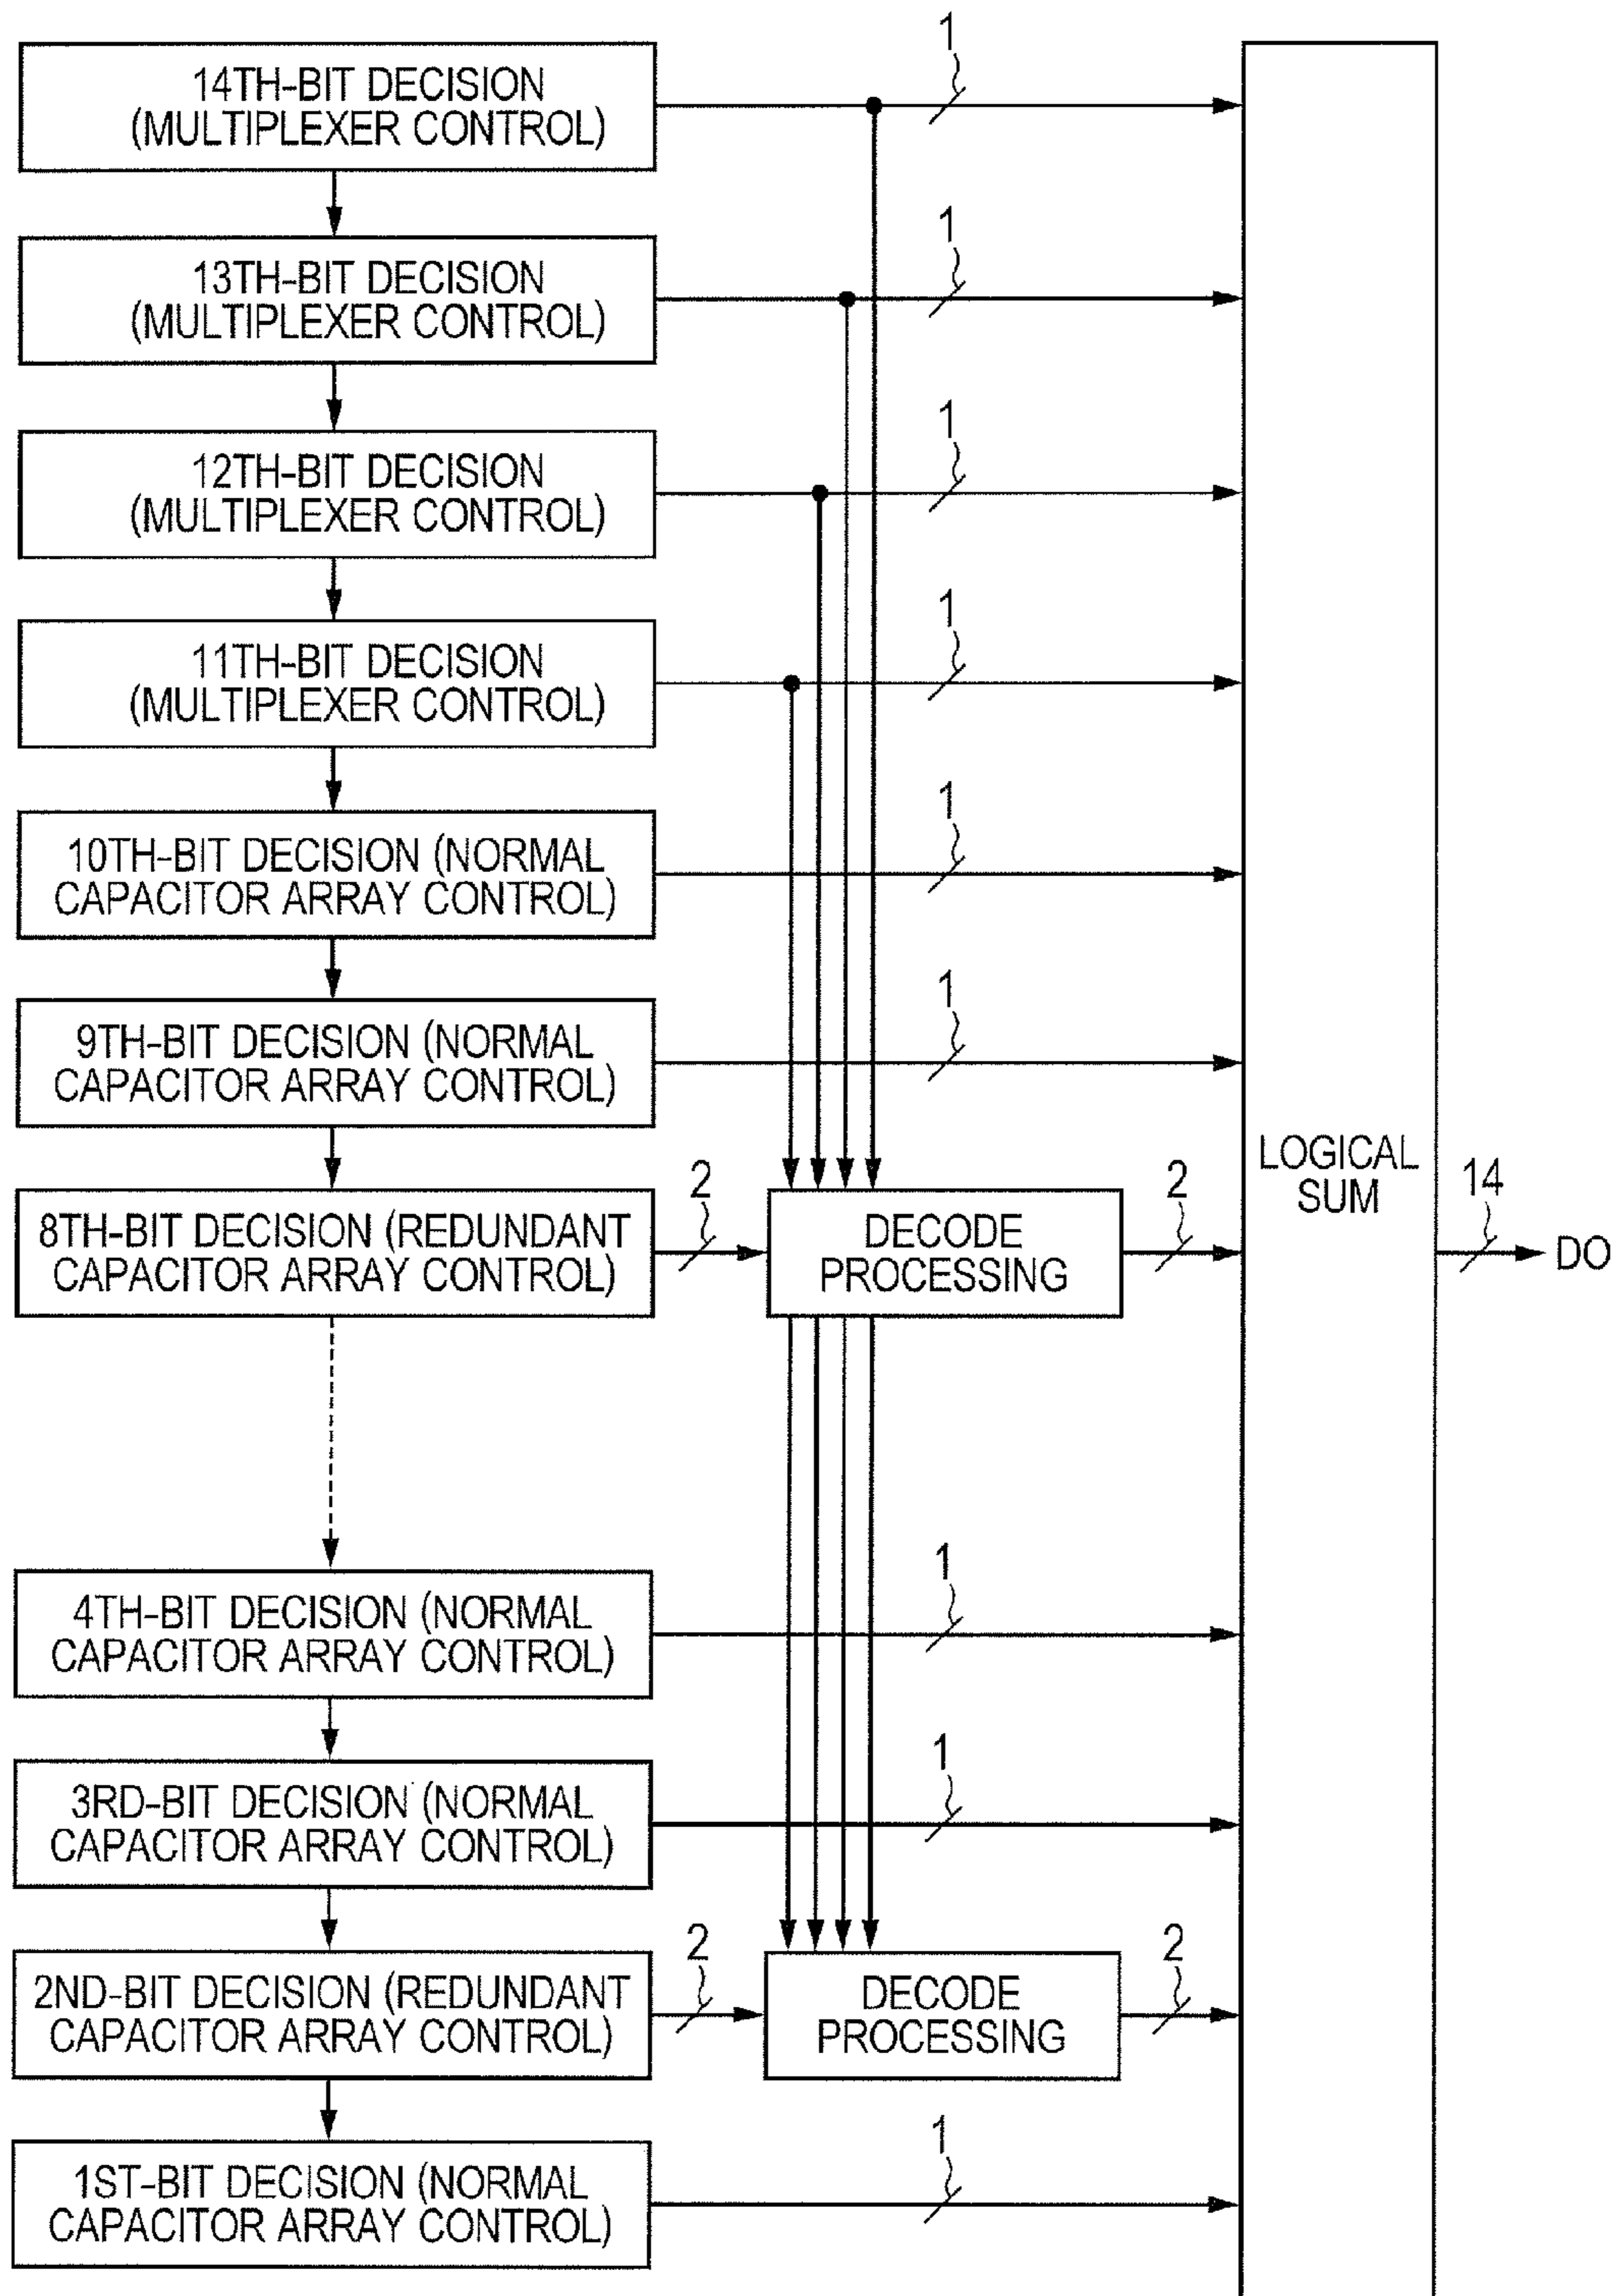 1
14TH-BIT DECISION
(MULTIPLEXER CONTROL)
1
13TH-BIT DECISION
(MULTIPLEXER CONTROL)
1
12TH-BIT DECISION
(MULTIPLEXER CONTROL)
1
11TH-BIT DECISION
(MULTIPLEXER CONTROL)
1
10TH-BIT DECISION (NORMAL
CAPACITOR ARRAY CONTROL)
1
9TH-BIT DECISION (NORMAL
CAPACITOR ARRAY CONTROL)
2
2
8TH-BIT DECISION (REDUNDANT
CAPACITOR ARRAY CONTROL)
DECODE
PROCESSING
LOGICAL
SUM
14
DO
1
4TH-BIT DECISION (NORMAL
CAPACITOR ARRAY CONTROL)
1
3RD-BIT DECISION (NORMAL
CAPACITOR ARRAY CONTROL)
2
2
2ND-BIT DECISION (REDUNDANT
CAPACITOR ARRAY CONTROL)
DECODE
PROCESSING
1
1ST-BIT DECISION (NORMAL
CAPACITOR ARRAY CONTROL)